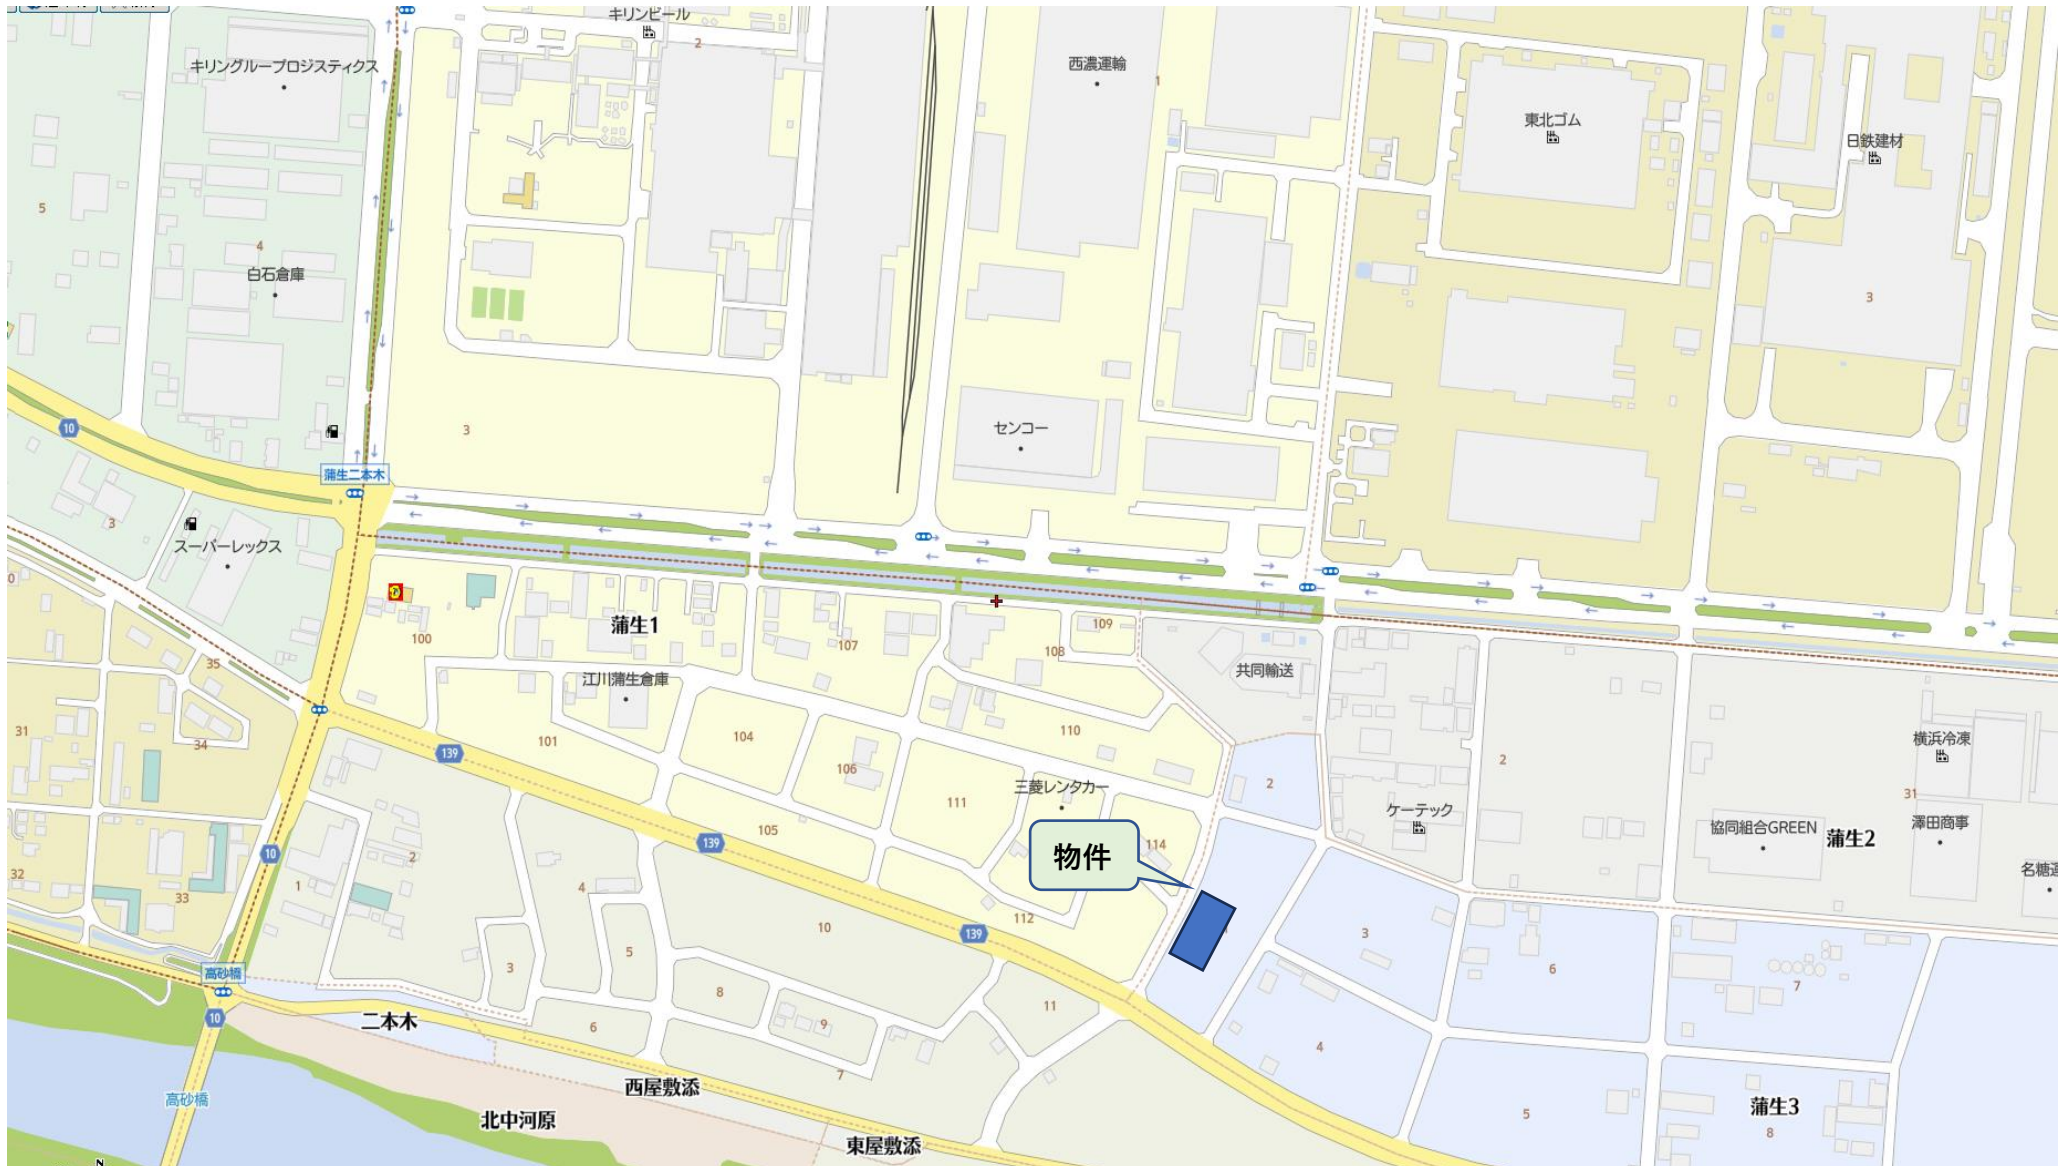 キリンビール
2
キリングループロジスティクス
西濃運輸
1
東北ゴム
日鉄建材
5
4
白石倉庫
3
3
10
センコー
蒲生二本木
3
スーパーレックス
蒲生1
100
107
109
108
共同輸送
35
江川蒲生倉庫
31
34
139
101
104
106
110
2
2
横浜冷凍
三菱レンタカー
111
31
105
139
ケーテック
協同組合GREEN
蒲生2
澤田商事
物件
114
10
2
32
33
1
4
112
10
139
3
5
3
6
高砂橋
8
7
11
10
二本木
6
9
4
7
西屋敷添
高砂橋
北中河原
5
蒲生3
8
東屋敷添